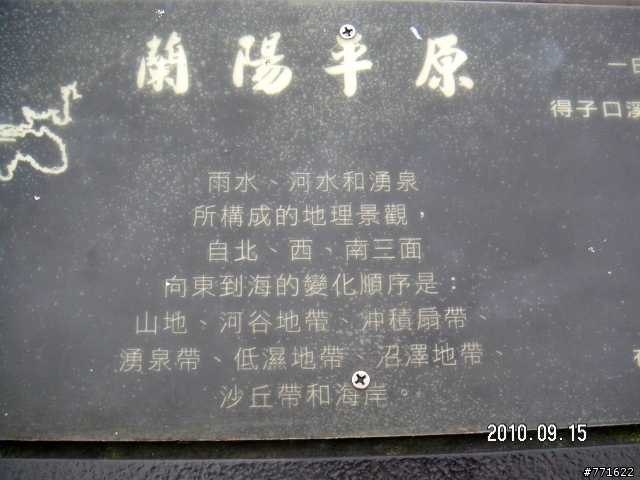 蘭陽平原
雨水、河水和湧泉
所構成的地理景觀，
自北、西、南三面
向東到海的變化順序是：
山地、河谷地帶、沖積扇帶、
湧泉帶、低濕地帶、沼澤地帶、
沙丘帶和海岸。
一
得子口溪
2010.09.15
#771622